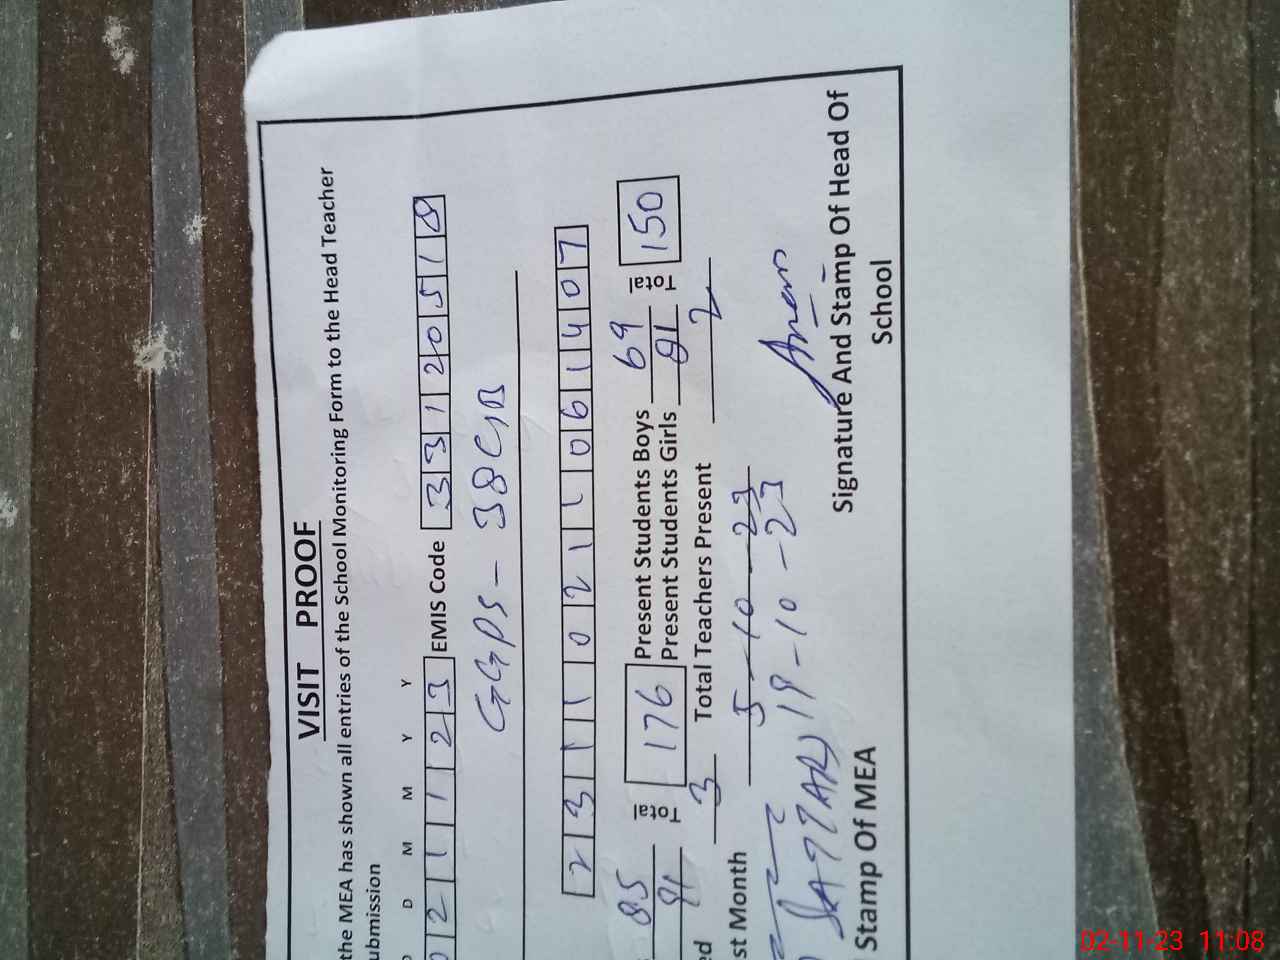 VISIT PROOF
the MEA has shown all entries of the School Monitoring Form to the Head Teacher
ubmission
D M M Y Y
0 2 1 1 2 3 EMIS Code 3 3 1 2 0 5 1 8
GGPS - 38 GB
2 3 1 1 0 2 1 1 0 6 1 4 0 7
85 Total 176 Present Students Boys 69 Total 150
91 Present Students Girls 81
ed 3 Total Teachers Present 2
st Month 5-10-23
19-10-23
Stamp Of MEA Signature And Stamp Of Head Of
School
02-11-23 11:08